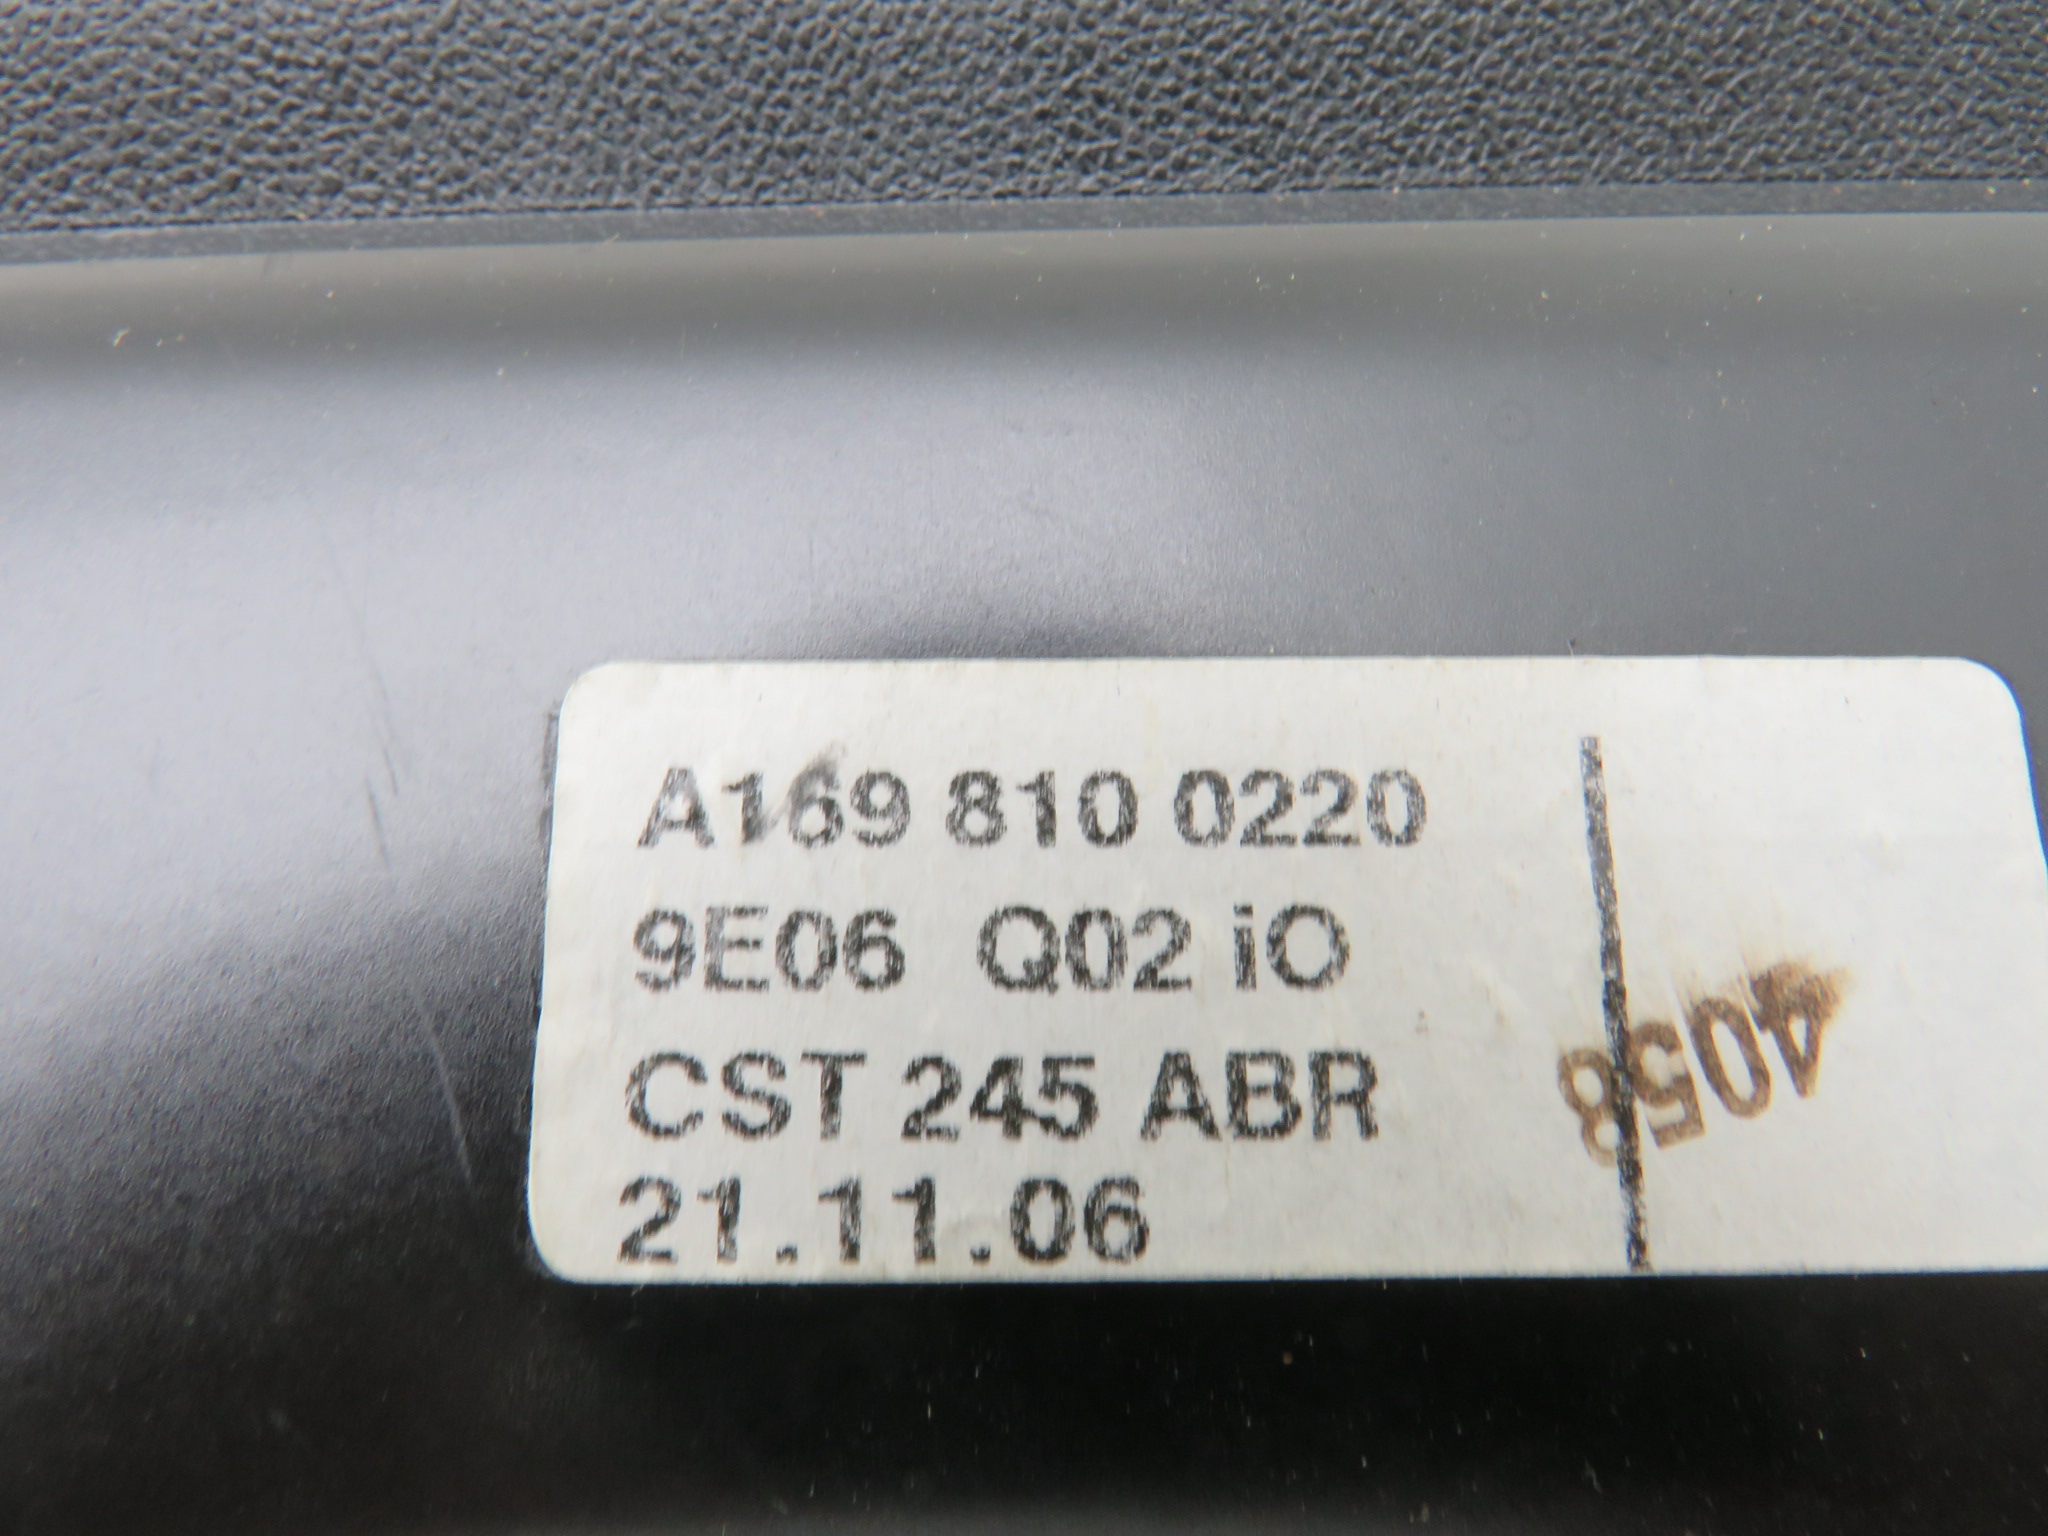 A169 810 0220
9E06 Q02 iO
CST 245 ABR
21.11.06
4058